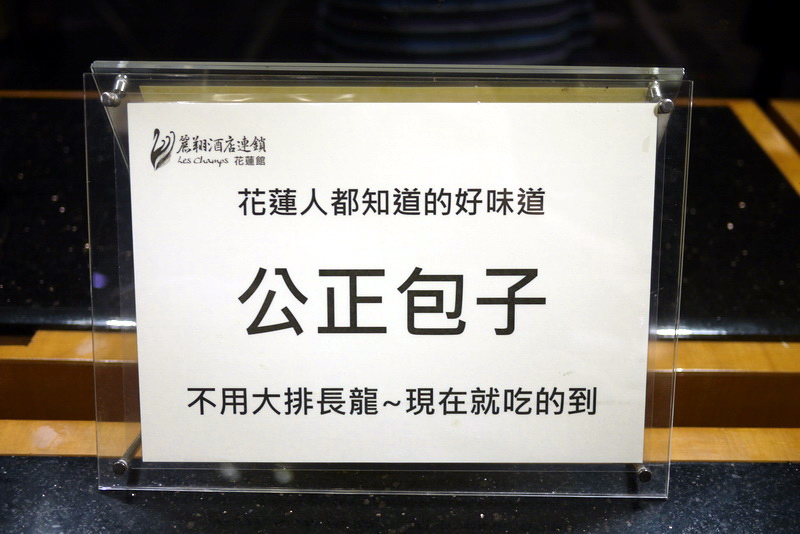 麗翔酒店連鎖
Les Champs 花蓮館
花蓮人都知道的好味道
公正包子
不用大排長龍~現在就吃的到